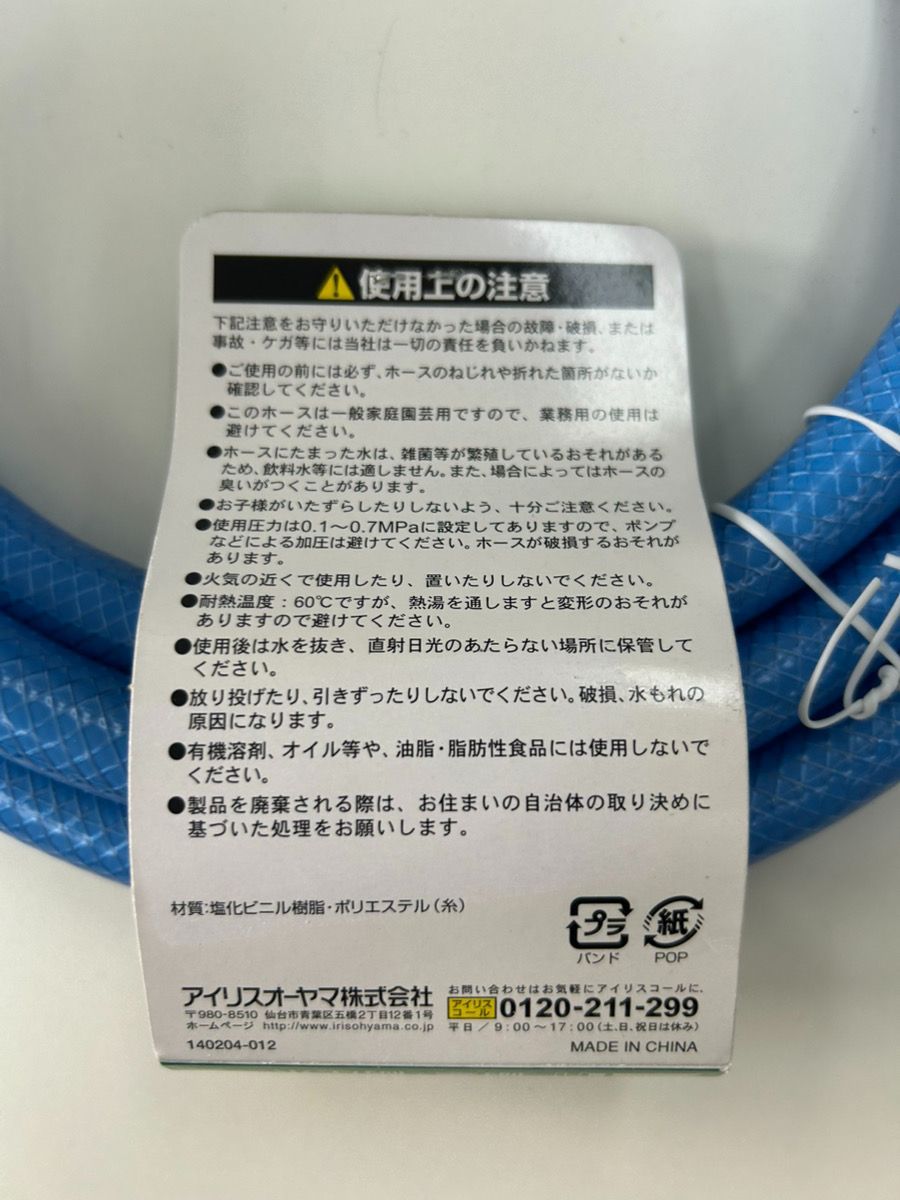 使用上の注意
下記注意をお守りいただけなかった場合の故障・破損、または
事故・ケガ等には当社は一切の責任を負いかねます。
●ご使用の前には必ず、ホースのねじれや折れた箇所がないか
確認してください。
●このホースは一般家庭園芸用ですので、業務用の使用は
避けてください。
●ホースにたまった水は、雑菌等が繁殖しているおそれがある
ため、飲料水等には適しません。また、場合によってはホースの
臭いがつくことがあります。
●お子様がいたずらしたりしないよう、十分ご注意ください。
●使用圧力は0.1〜0.7MPaに設定してありますので、ポンプ
などによる加圧は避けてください。ホースが破損するおそれが
あります。
●火気の近くで使用したり、置いたりしないでください。
●耐熱温度：60℃ですが、熱湯を通しますと変形のおそれが
ありますので避けてください。
●使用後は水を抜き、直射日光のあたらない場所に保管して
ください。
●放り投げたり、引きずったりしないでください。破損、水もれの
原因になります。
●有機溶剤、オイル等や、油脂・脂肪性食品には使用しないで
ください。
●製品を廃棄される際は、お住まいの自治体の取り決めに
基づいた処理をお願いします。
材質:塩化ビニル樹脂・ポリエステル(糸)
プラ 紙
バンド POP
アイリスオーヤマ株式会社
〒980-8510 仙台市青葉区五橋2丁目12番1号
ホームページ http://www.irisohyama.co.jp
お問い合わせはお気軽にアイリスコールに.
アイリスコール 0120-211-299
平日/9:00〜17:00(土、日、祝日は休み)
140204-012
MADE IN CHINA